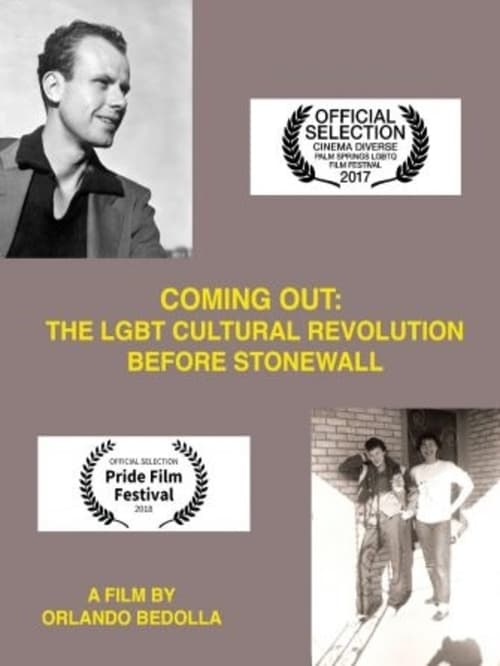 OFFICIAL
SELECTION
CINEMA DIVERSE
PALM SPRINGS LGBTQ
FILM FESTIVAL
2017
COMING OUT:
THE LGBT CULTURAL REVOLUTION
BEFORE STONEWALL
OFFICIAL SELECTION
Pride Film
Festival
2018
A FILM BY
ORLANDO BEDOLLA